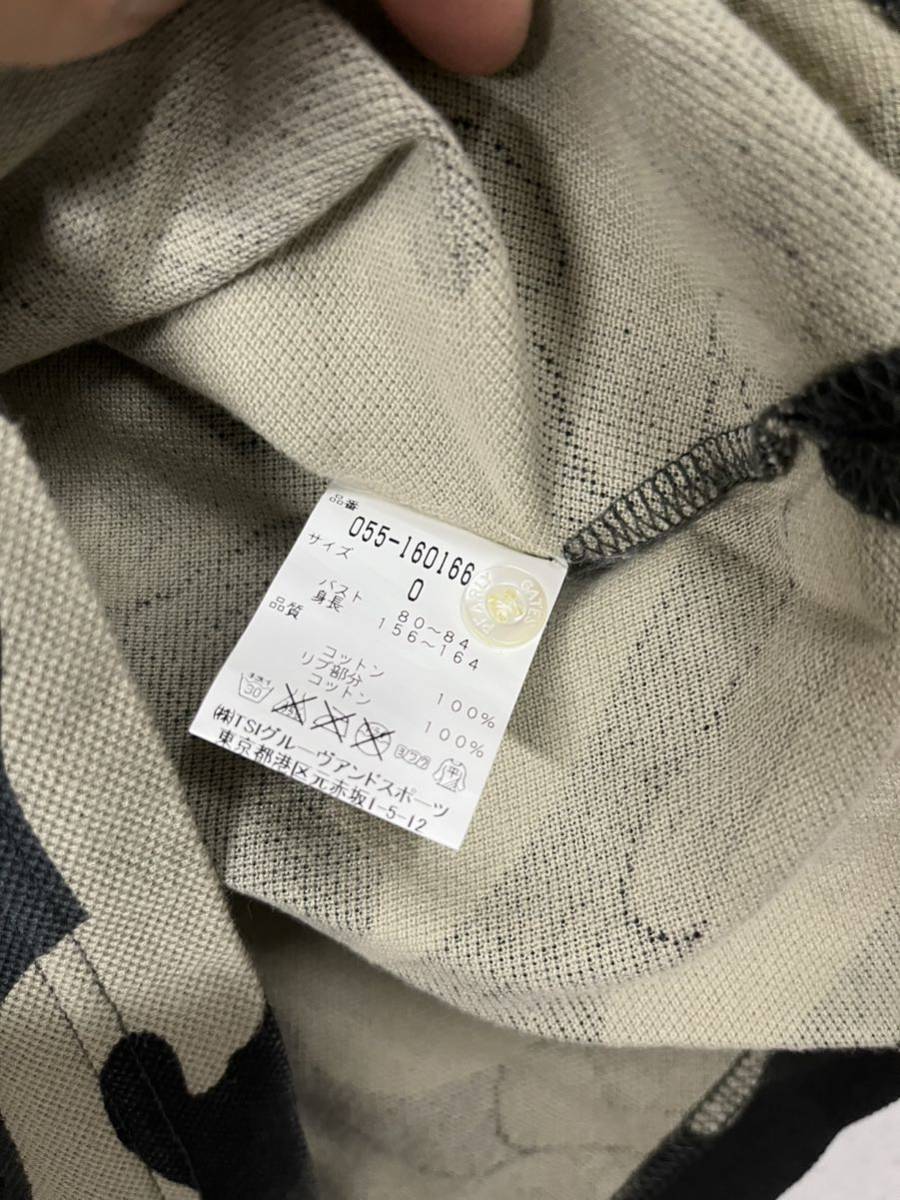 品番
055-160166
サイズ
0
バスト 80~84
身長 156~164
品質
コットン 100%
リブ部分
コットン 100%
30
(株)TSIグルーヴアンドスポーツ
東京都港区元赤坂1-5-12
PEARLY GATES